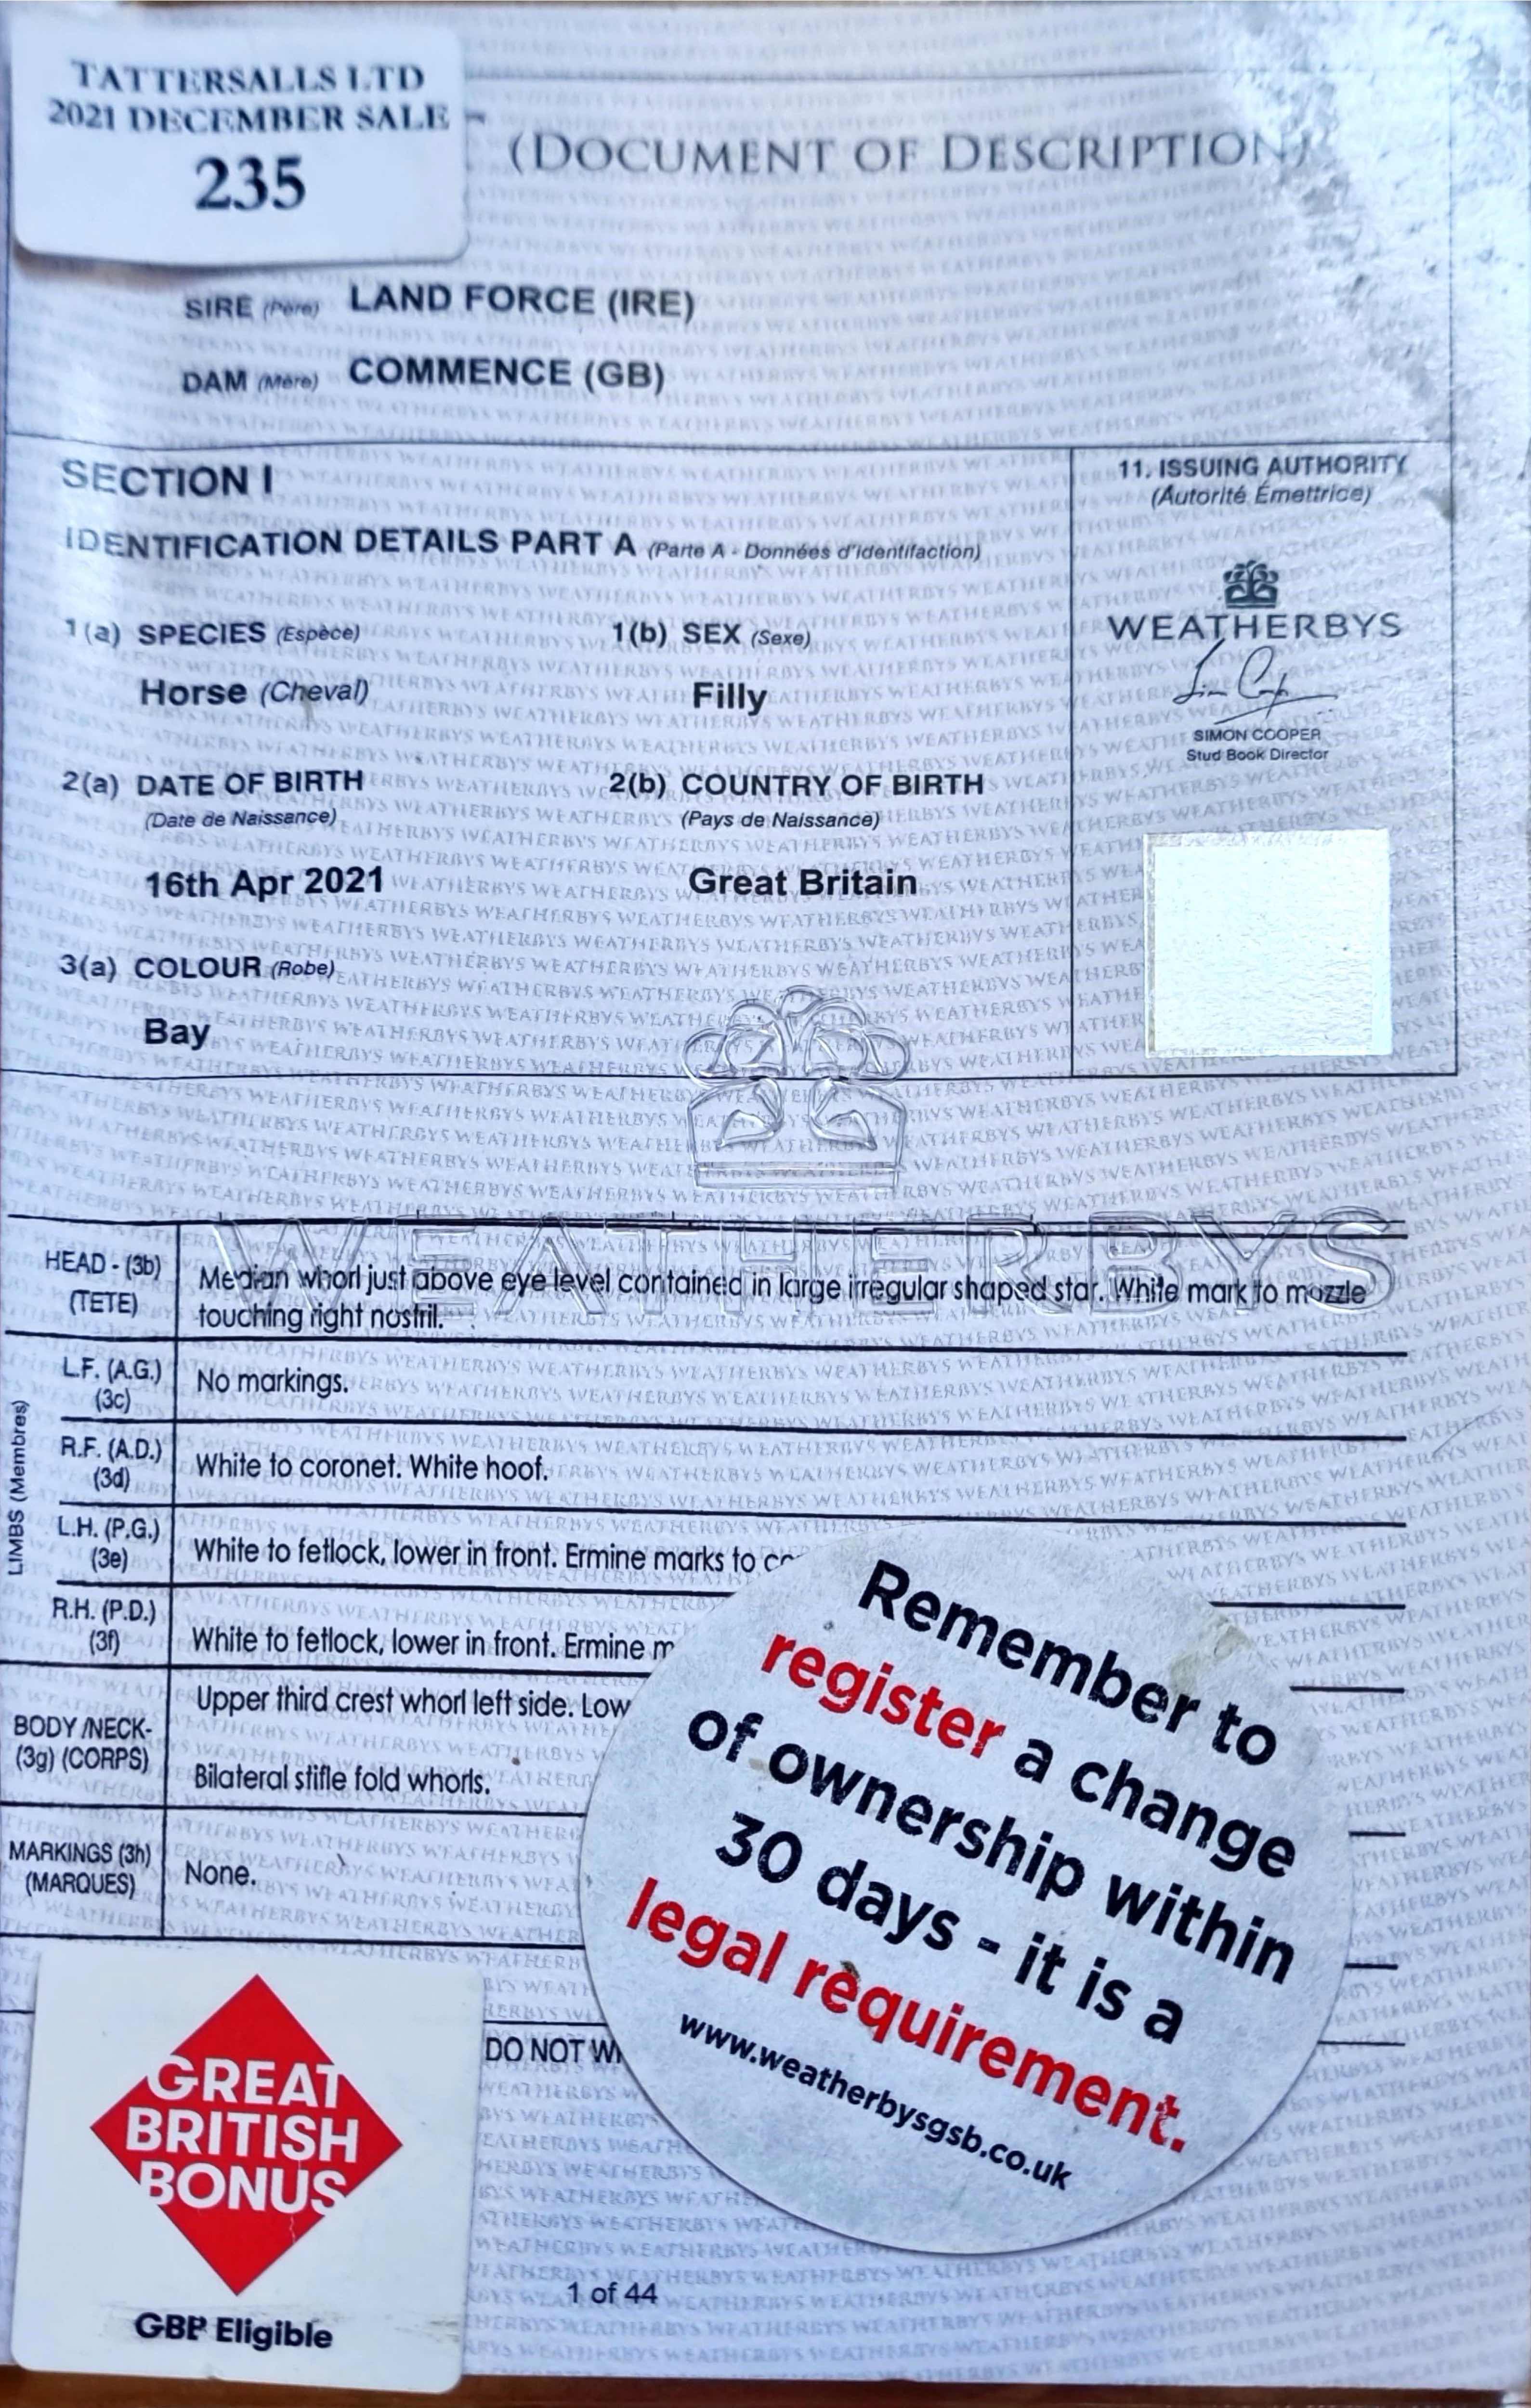 TATTERSALLS LTD
2021 DECEMBER SALE
235
(DOCUMENT OF DESCRIPTION)
SIRE (Père) LAND FORCE (IRE)
DAM (Mère) COMMENCE (GB)
SECTION I
IDENTIFICATION DETAILS PART A (Parte A - Données d'identifaction)
1(a) SPECIES (Espèce)
Horse (Cheval)
1(b) SEX (Sexe)
Filly
2(a) DATE OF BIRTH
(Date de Naissance)
16th Apr 2021
2(b) COUNTRY OF BIRTH
(Pays de Naissance)
Great Britain
3(a) COLOUR (Robe)
Bay
11. ISSUING AUTHORITY
(Autorité Émettrice)
WEATHERBYS
SIMON COOPER
Stud Book Director
WEATHERBYS
HEAD - (3b)
(TETE)
Median whorl just above eye level contained in large irregular shaped star. White mark to muzzle
touching right nostril.
LIMBS (Membres)
L.F. (A.G.)
(3c)
No markings.
R.F. (A.D.)
(3d)
White to coronet. White hoof.
L.H. (P.G.)
(3e)
White to fetlock, lower in front. Ermine marks to
R.H. (P.D.)
(3f)
White to fetlock, lower in front. Ermine
BODY /NECK-
(3g) (CORPS)
Upper third crest whorl left side. Low
Bilateral stifle fold whorls.
MARKINGS (3h)
(MARQUES)
None.
DO NOT
Remember to
register a change
of ownership within
30 days - it is a
legal requirement.
www.weatherbysgsb.co.uk
GREAT
BRITISH
BONUS
GBB Eligible
1 of 44